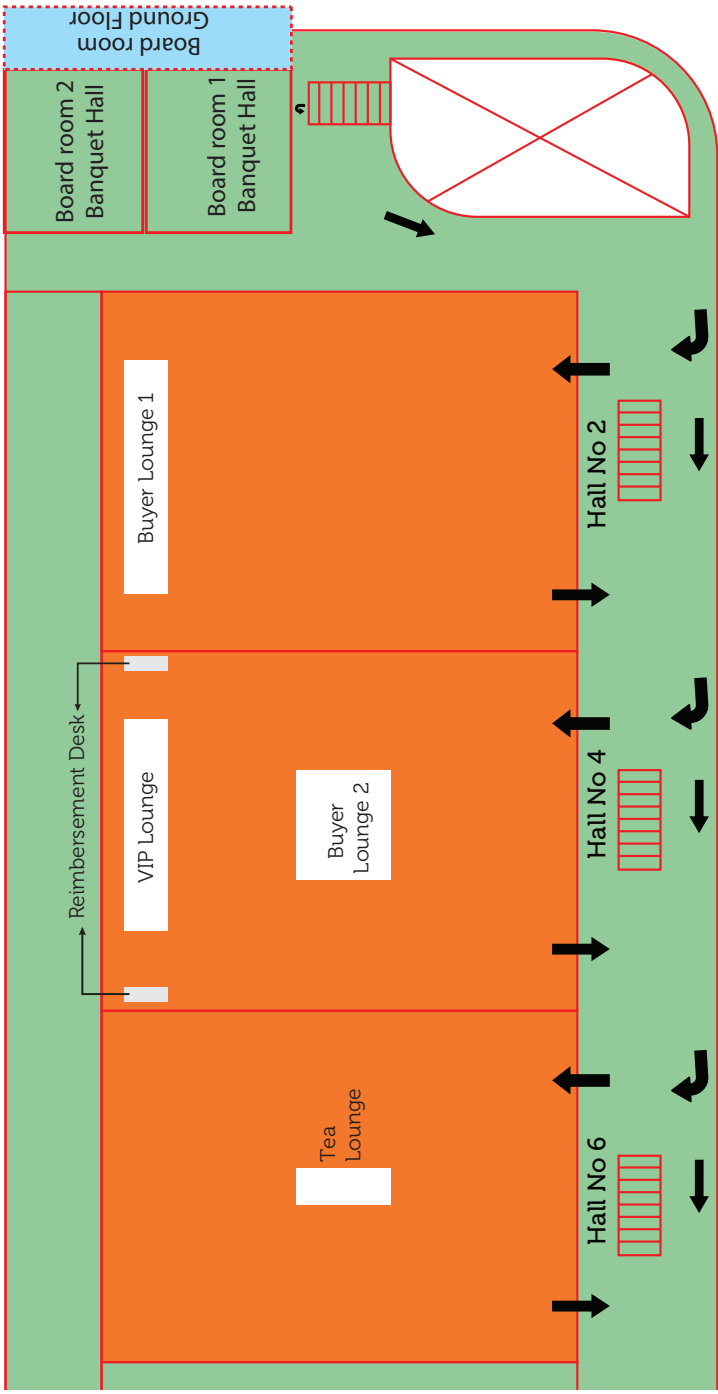 Board room
Ground Floor
Board room 2
Banquet Hall
Board room 1
Banquet Hall
Buyer Lounge 1
Hall No 2
Reimbersement Desk
VIP Lounge
Buyer
Lounge 2
Hall No 4
Tea
Lounge
Hall No 6